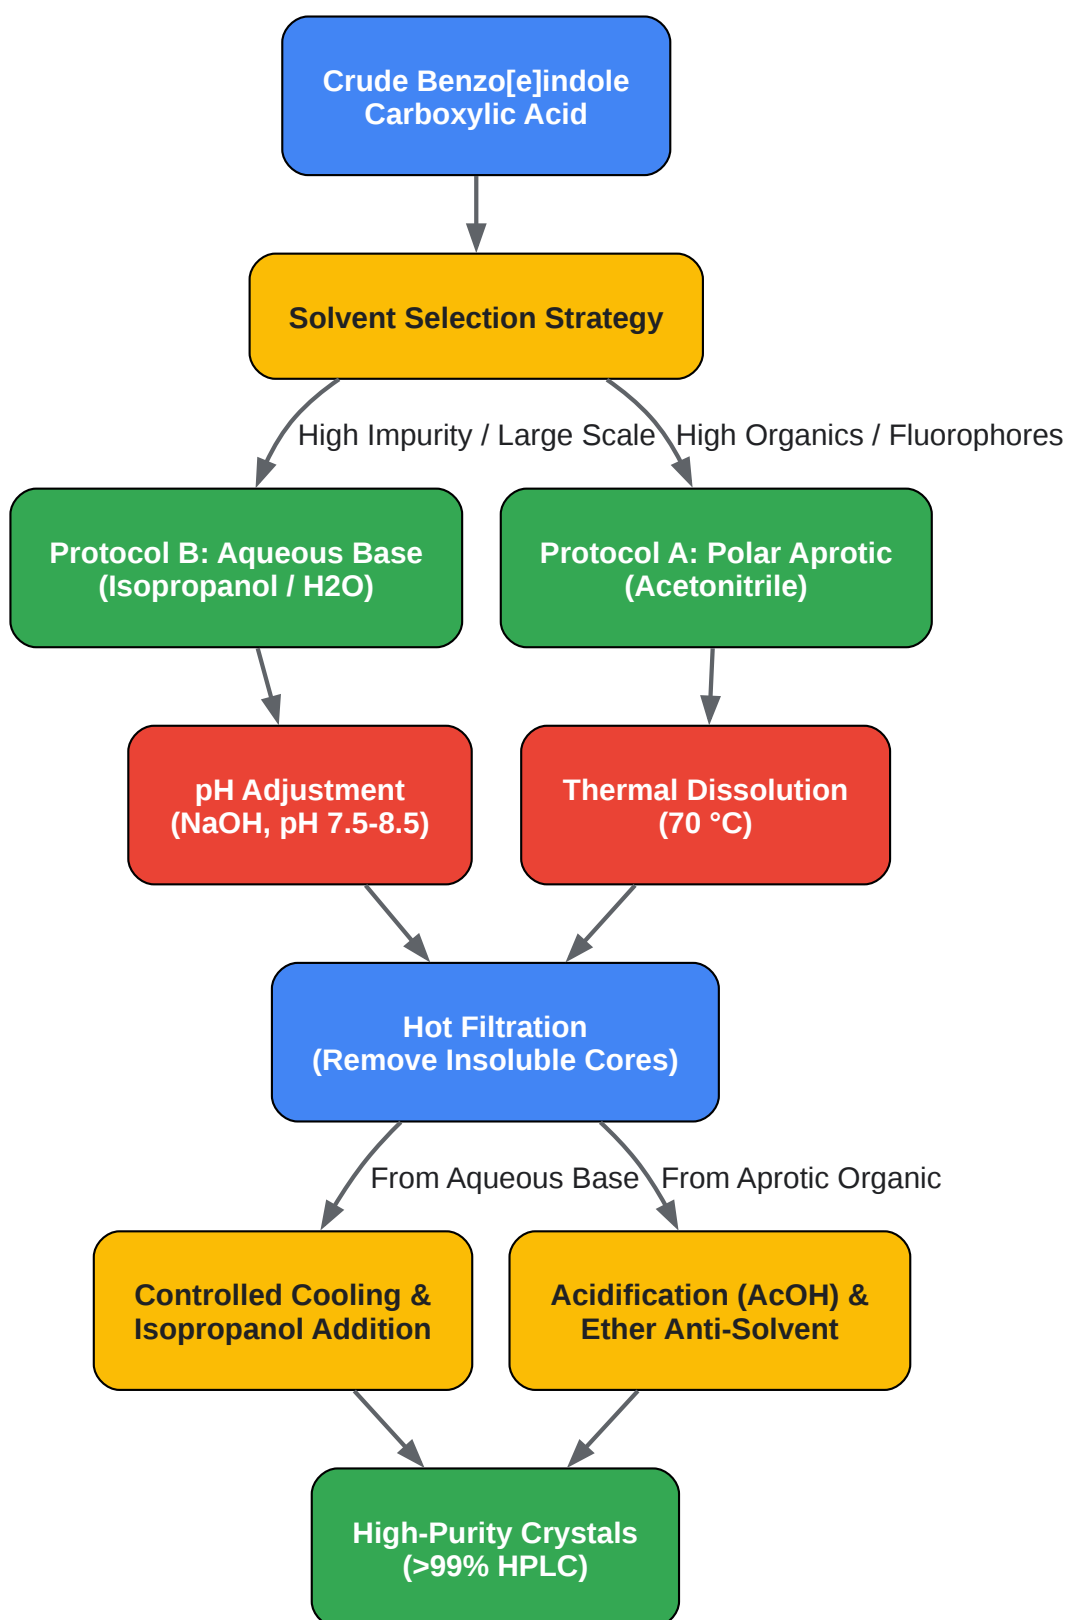 Crude Benzo[e]indole
Carboxylic Acid
Solvent Selection Strategy
High Impurity / Large Scale
High Organics / Fluorophores
Protocol B: Aqueous Base
(Isopropanol / H2O)
Protocol A: Polar Aprotic
(Acetonitrile)
pH Adjustment
(NaOH, pH 7.5-8.5)
Thermal Dissolution
(70 °C)
Hot Filtration
(Remove Insoluble Cores)
From Aqueous Base
From Aprotic Organic
Controlled Cooling &
Isopropanol Addition
Acidification (AcOH) &
Ether Anti-Solvent
High-Purity Crystals
(>99% HPLC)